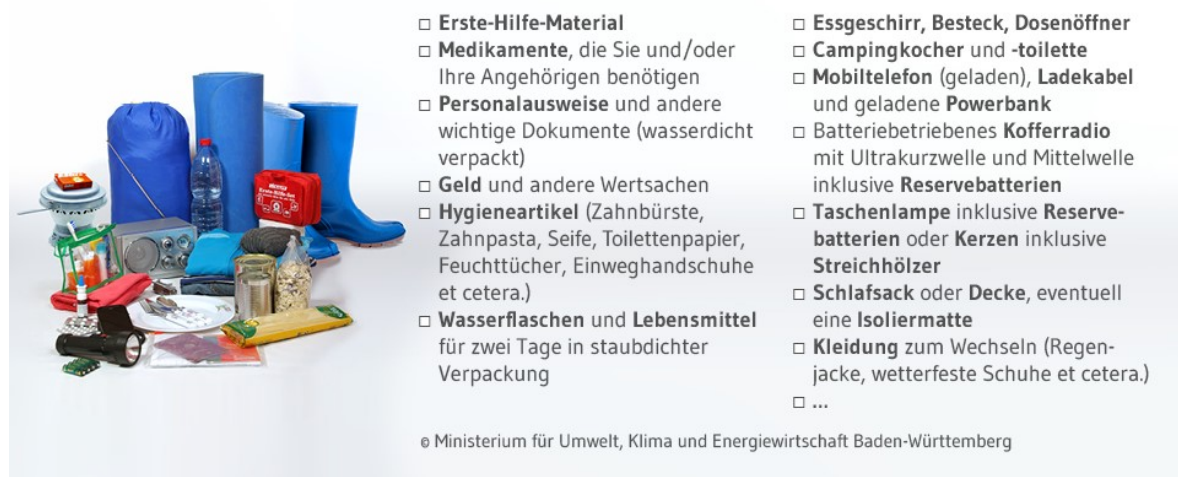 □ Erste-Hilfe-Material
□ Medikamente, die Sie und/oder
Ihre Angehörigen benötigen
□ Personalausweise und andere
wichtige Dokumente (wasserdicht
verpackt)
□ Geld und andere Wertsachen
□ Hygieneartikel (Zahnbürste,
Zahnpasta, Seife, Toilettenpapier,
Feuchttücher, Einweghandschuhe
et cetera.)
□ Wasserflaschen und Lebensmittel
für zwei Tage in staubdichter
Verpackung
□ Essgeschirr, Besteck, Dosenöffner
□ Campingkocher und -toilette
□ Mobiltelefon (geladen), Ladekabel
und geladene Powerbank
□ Batteriebetriebenes Kofferradio
mit Ultrakurzwelle und Mittelwelle
inklusive Reservebatterien
□ Taschenlampe inklusive Reserve-
batterien oder Kerzen inklusive
Streichhölzer
□ Schlafsack oder Decke, eventuell
eine Isoliermatte
□ Kleidung zum Wechseln (Regen-
jacke, wetterfeste Schuhe et cetera.)
□ ...
© Ministerium für Umwelt, Klima und Energiewirtschaft Baden-Württemberg
Erste-Hilfe-Set